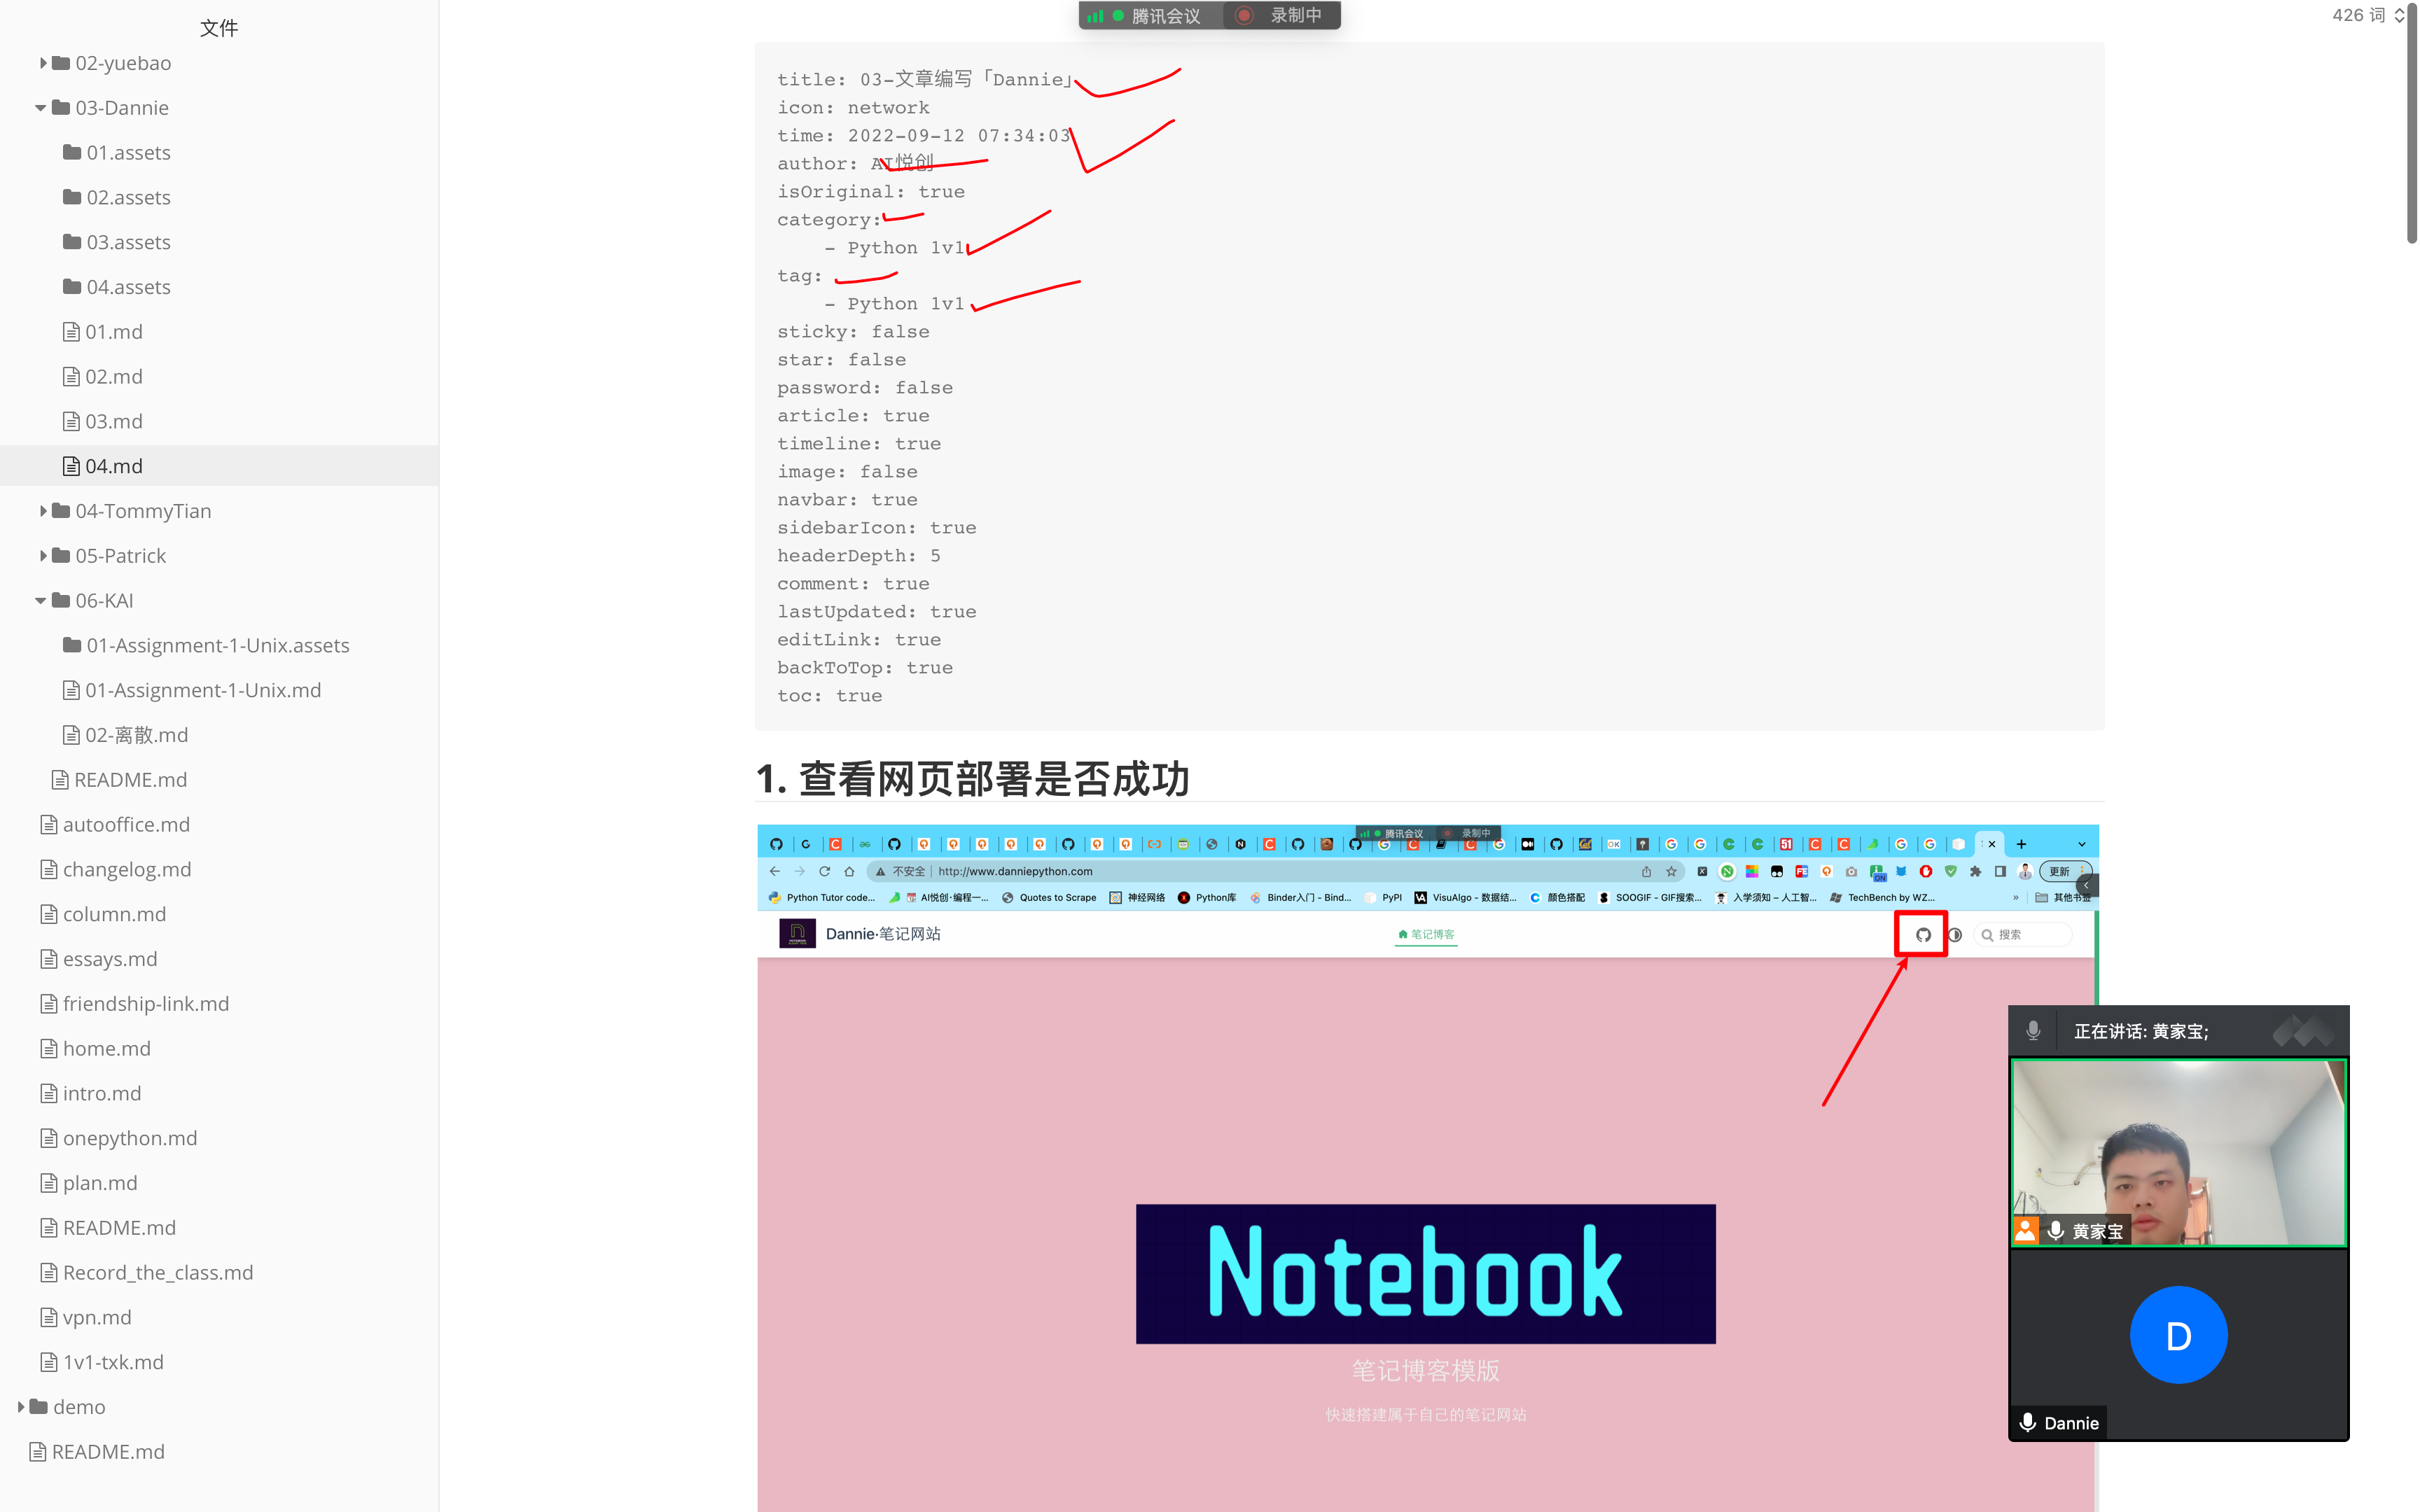 文件
02-yuebao
03-Dannie
01.assets
02.assets
03.assets
04.assets
01.md
02.md
03.md
04.md
04-TommyTian
05-Patrick
06-KAI
01-Assignment-1-Unix.assets
01-Assignment-1-Unix.md
02-离散.md
README.md
autooffice.md
changelog.md
column.md
essays.md
friendship-link.md
home.md
intro.md
onepython.md
plan.md
README.md
Record_the_class.md
vpn.md
1v1-txk.md
demo
README.md
腾讯会议 录制中
426 词
title: 03-文章编写「Dannie」
icon: network
time: 2022-09-12 07:34:03
author: AI悦创
isOriginal: true
category:
- Python 1v1
tag:
- Python 1v1
sticky: false
star: false
password: false
article: true
timeline: true
image: false
navbar: true
sidebarIcon: true
headerDepth: 5
comment: true
lastUpdated: true
editLink: true
backToTop: true
toc: true
1. 查看网页部署是否成功
腾讯会议 录制中
不安全 http://www.danniepython.com 更新
Python Tutor code... AI悦创·编程一... Quotes to Scrape 神经网络 Python库 Binder入门 - Bind... PyPI VisuAlgo - 数据结... 颜色搭配 SOOGIF - GIF搜索... 入学须知 – 人工智... TechBench by WZ... » 其他书签
Dannie·笔记网站 笔记博客 搜索
Notebook
笔记博客模版
快速搭建属于自己的笔记网站
正在讲话: 黄家宝;
黄家宝
D
Dannie